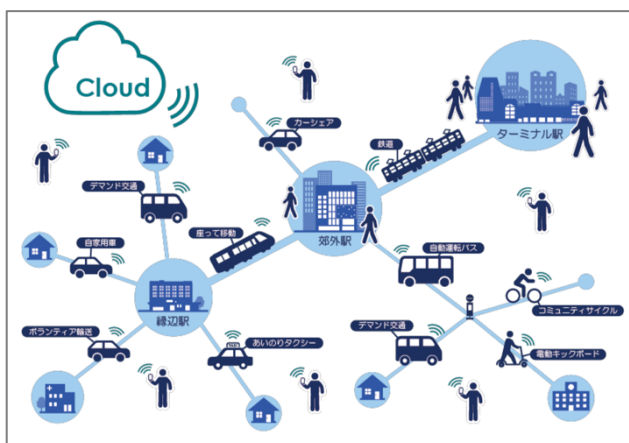 Cloud
カーシェア
鉄道
ターミナル駅
デマンド交通
座って移動
郊外駅
自家用車
自動運転バス
縁辺駅
コミュニティサイクル
ボランティア輸送
あいのりタクシー
TAXI
デマンド交通
電動キックボード